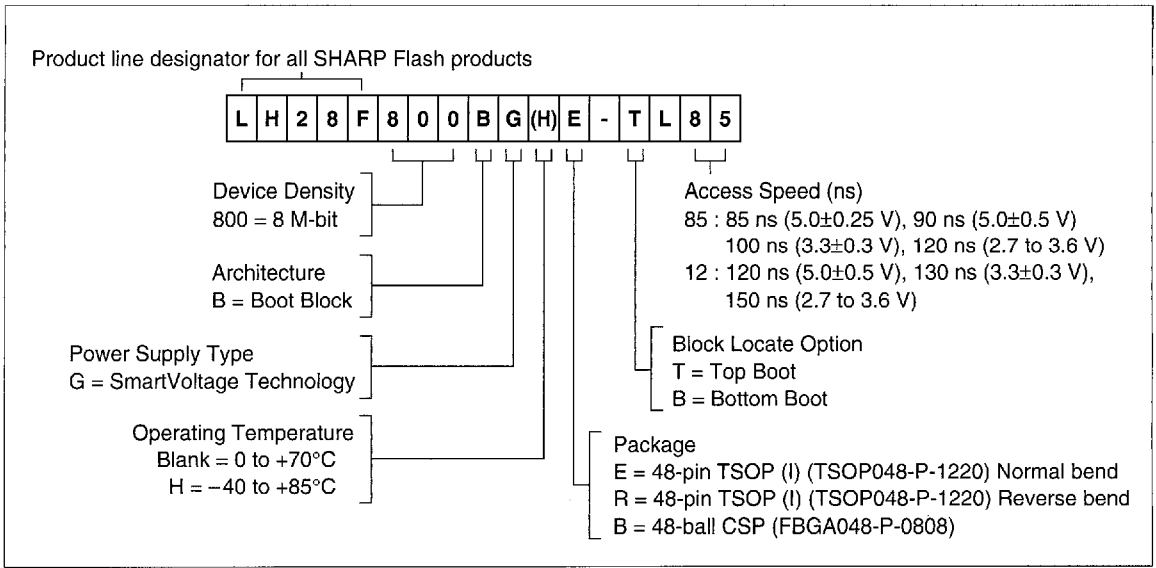 Product line designator for all SHARP Flash products
L H 2 8 F 8 0 0 B G (H) E - T L 8 5
Device Density
800 = 8 M-bit
Architecture
B = Boot Block
Power Supply Type
G = SmartVoltage Technology
Operating Temperature
Blank = 0 to +70°C
H = −40 to +85°C
Access Speed (ns)
85 : 85 ns (5.0±0.25 V), 90 ns (5.0±0.5 V)
100 ns (3.3±0.3 V), 120 ns (2.7 to 3.6 V)
12 : 120 ns (5.0±0.5 V), 130 ns (3.3±0.3 V),
150 ns (2.7 to 3.6 V)
Block Locate Option
T = Top Boot
B = Bottom Boot
Package
E = 48-pin TSOP (I) (TSOP048-P-1220) Normal bend
R = 48-pin TSOP (I) (TSOP048-P-1220) Reverse bend
B = 48-ball CSP (FBGA048-P-0808)